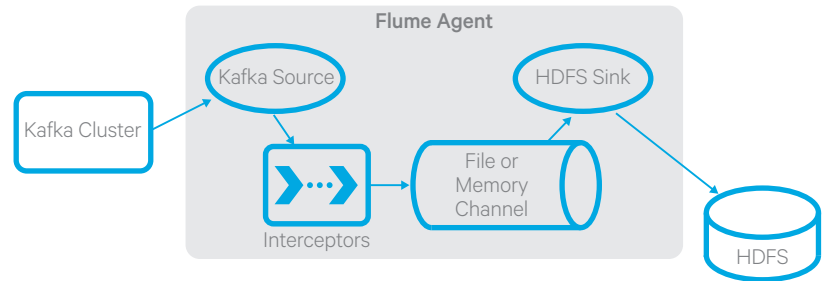 Flume Agent
Kafka Source
HDFS Sink
Kafka Cluster
File or
Memory
Channel
Interceptors
HDFS